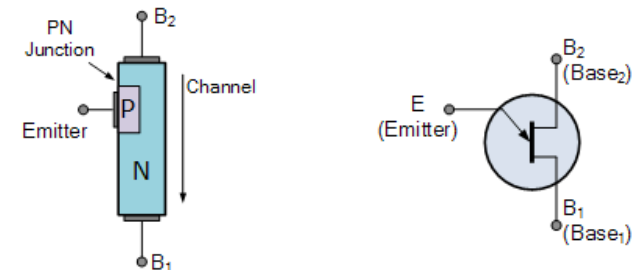 B₂
PN
Junction
Channel
P
Emitter
N
B₁
B₂
(Base₂)
E
(Emitter)
B₁
(Base₁)